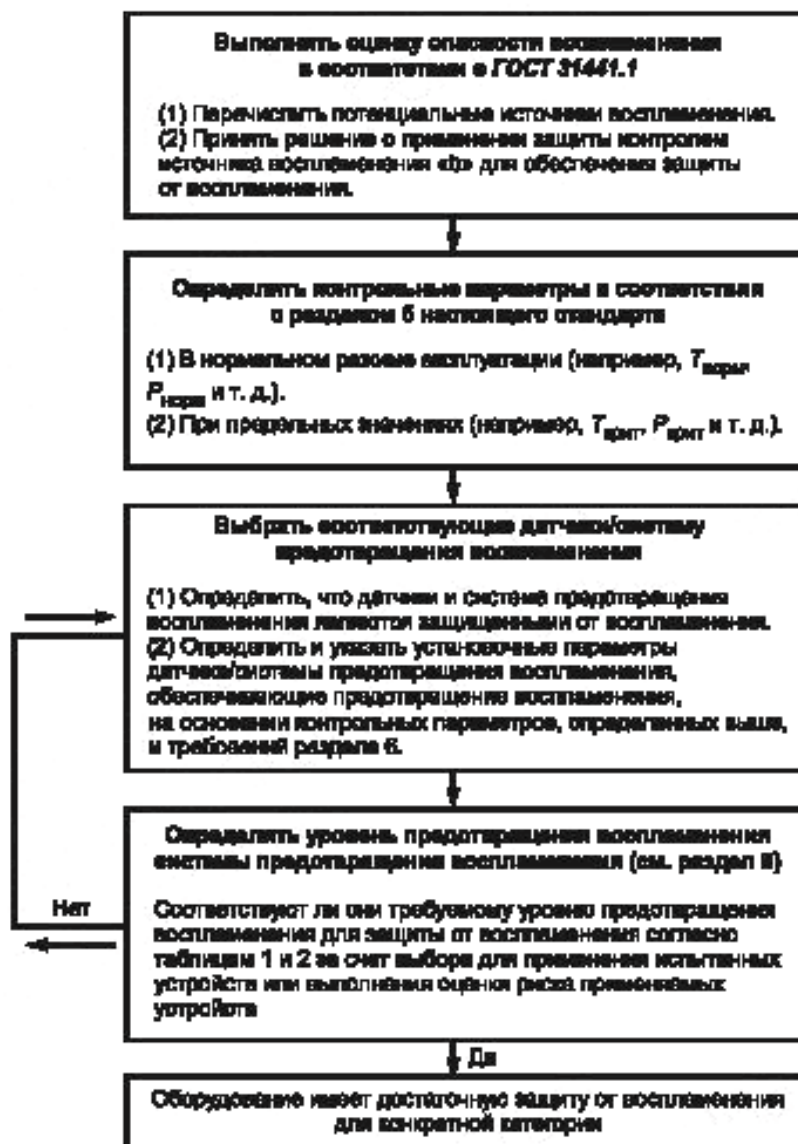 Выполнять оценку опасности воспламенения
в соответствии с ГОСТ 31441.1
(1) Перечислить потенциальные источники воспламенения.
(2) Принять решение о применении защиты контролем
источника воспламенения «b» для обеспечения защиты
от воспламенения.
Определять контрольные параметры в соответствии
с разделом 5 настоящего стандарта
(1) В нормальном режиме эксплуатации (например, Tнорм,
Pнорм и т. д.).
(2) При предельных значениях (например, Tкрит, Pкрит и т. д.).
Выбрать соответствующие датчики/систему
предотвращения воспламенения
(1) Определить, что датчики и система предотвращения
воспламенения являются защищенными от воспламенения.
(2) Определить и указать установочные параметры
датчиков/системы предотвращения воспламенения,
обеспечивающие предотвращение воспламенения,
на основании контрольных параметров, определенных выше,
и требований раздела 6.
Определять уровень предотвращения воспламенения
системы предотвращения воспламенения (см. раздел )
Нет
Соответствуют ли они требуемому уровню предотвращения
воспламенения для защиты от воспламенения согласно
таблицам 1 и 2 за счет выбора для применения испытанных
устройств или выполнения оценки риска применяемых
устройств
Да
Оборудование имеет достаточную защиту от воспламенения
для конкретной категории